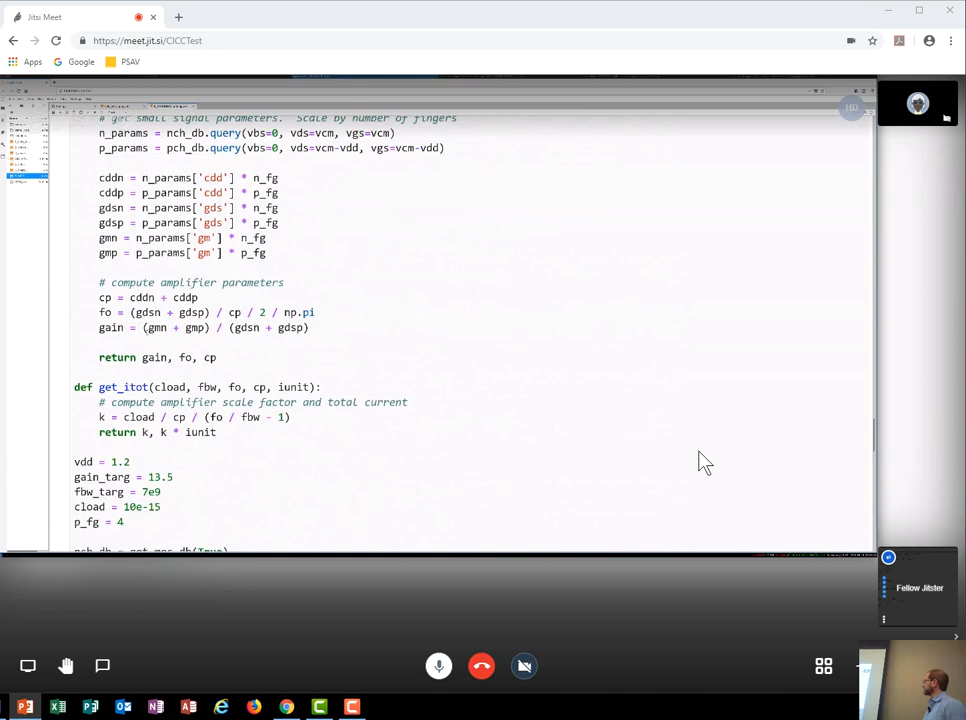 Jitsi Meet
https://meet.jit.si/CICCTest
Apps Google PSAV
HD
# get small signal parameters. Scale by number of fingers
n_params = nch_db.query(vbs=0, vds=vcm, vgs=vcm)
p_params = pch_db.query(vbs=0, vds=vcm-vdd, vgs=vcm-vdd)
cddn = n_params['cdd'] * n_fg
cddp = p_params['cdd'] * p_fg
gdsn = n_params['gds'] * n_fg
gdsp = p_params['gds'] * p_fg
gmn = n_params['gm'] * n_fg
gmp = p_params['gm'] * p_fg
# compute amplifier parameters
cp = cddn + cddp
fo = (gdsn + gdsp) / cp / 2 / np.pi
gain = (gmn + gmp) / (gdsn + gdsp)
return gain, fo, cp
def get_itot(cload, fbw, fo, cp, iunit):
# compute amplifier scale factor and total current
k = cload / cp / (fo / fbw - 1)
return k, k * iunit
vdd = 1.2
gain_targ = 13.5
fbw_targ = 7e9
cload = 10e-15
p_fg = 4
Fellow Jitster